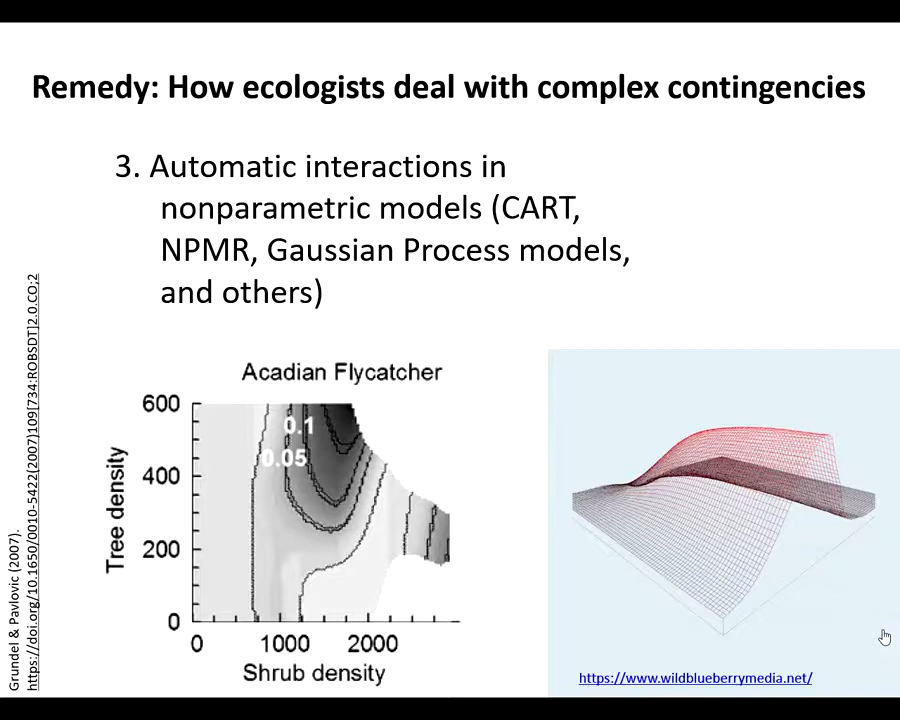 Remedy: How ecologists deal with complex contingencies
3. Automatic interactions in
nonparametric models (CART,
NPMR, Gaussian Process models,
and others)
Grundel & Pavlovic (2007).
https://doi.org/10.1650/0010-5422(2007)109[734:ROBSDT]2.0.CO;2
Acadian Flycatcher
Tree density
600
400
200
0
0.1
0.05
0 1000 2000
Shrub density
https://www.wildblueberrymedia.net/